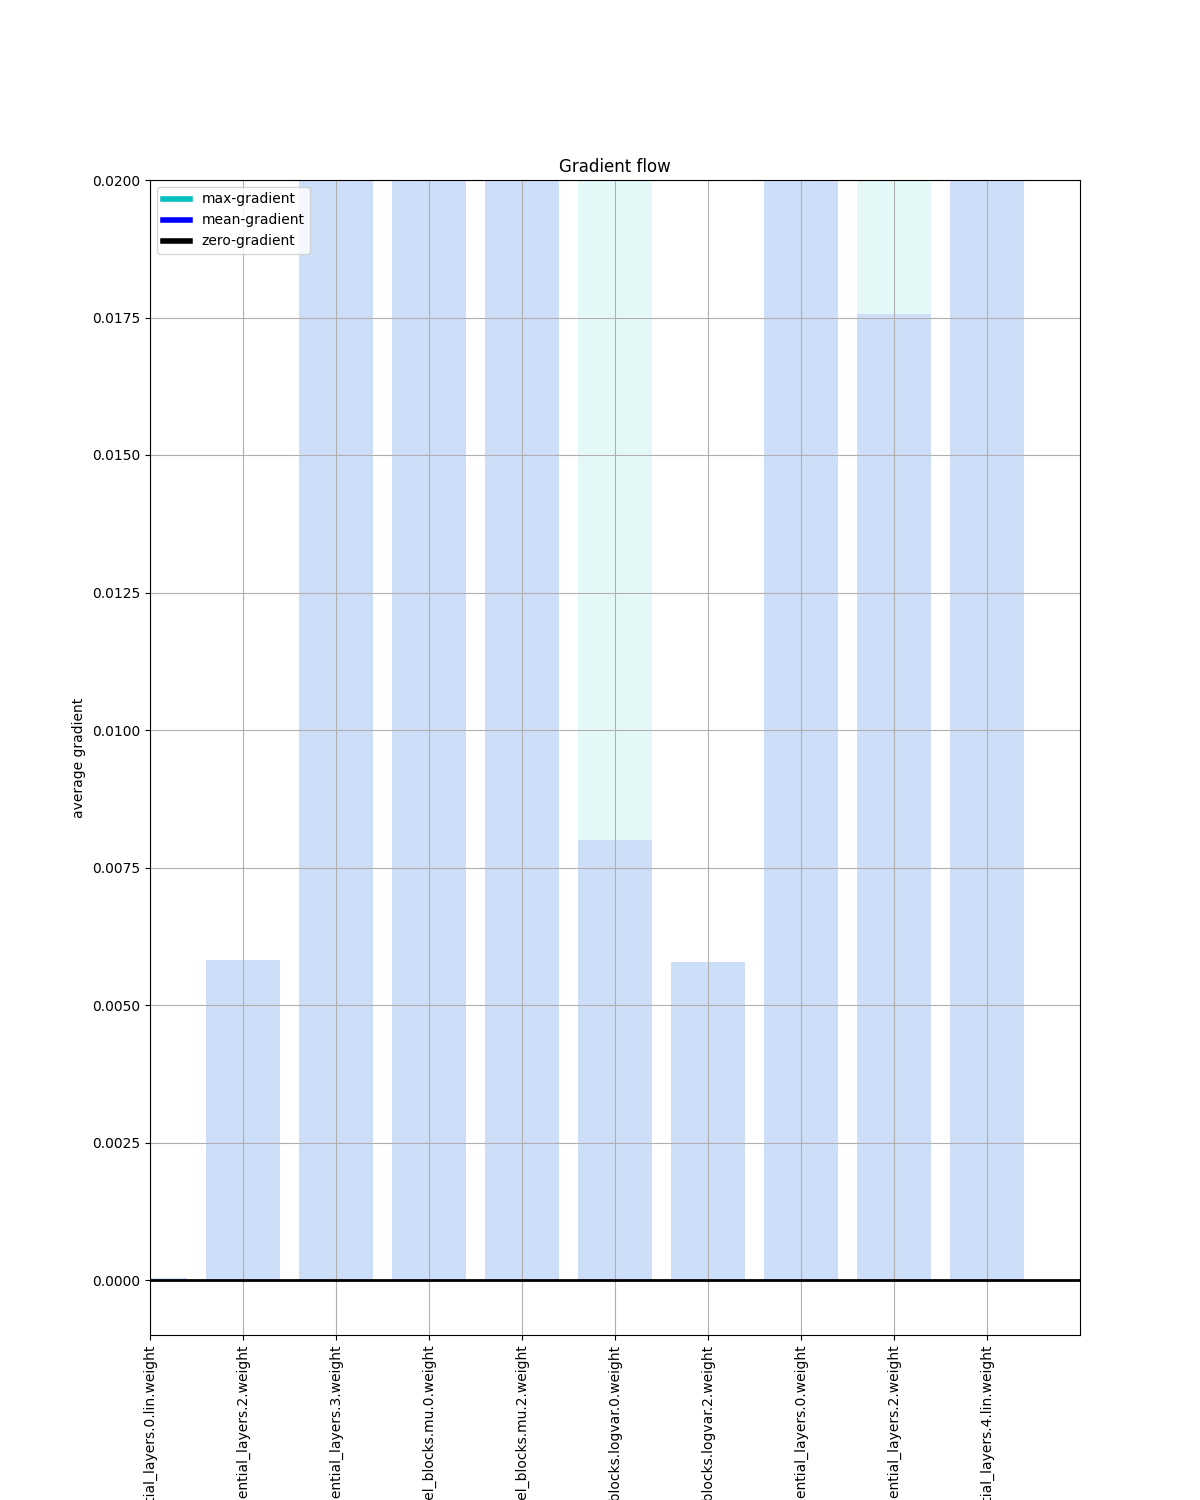 Gradient flow
max-gradient
mean-gradient
zero-gradient
0.0200
0.0175
0.0150
0.0125
0.0100
0.0075
0.0050
0.0025
0.0000
average gradient
tial_layers.0.lin.weight
ential_layers.2.weight
ential_layers.3.weight
el_blocks.mu.0.weight
el_blocks.mu.2.weight
blocks.logvar.0.weight
blocks.logvar.2.weight
ential_layers.0.weight
ential_layers.2.weight
tial_layers.4.lin.weight